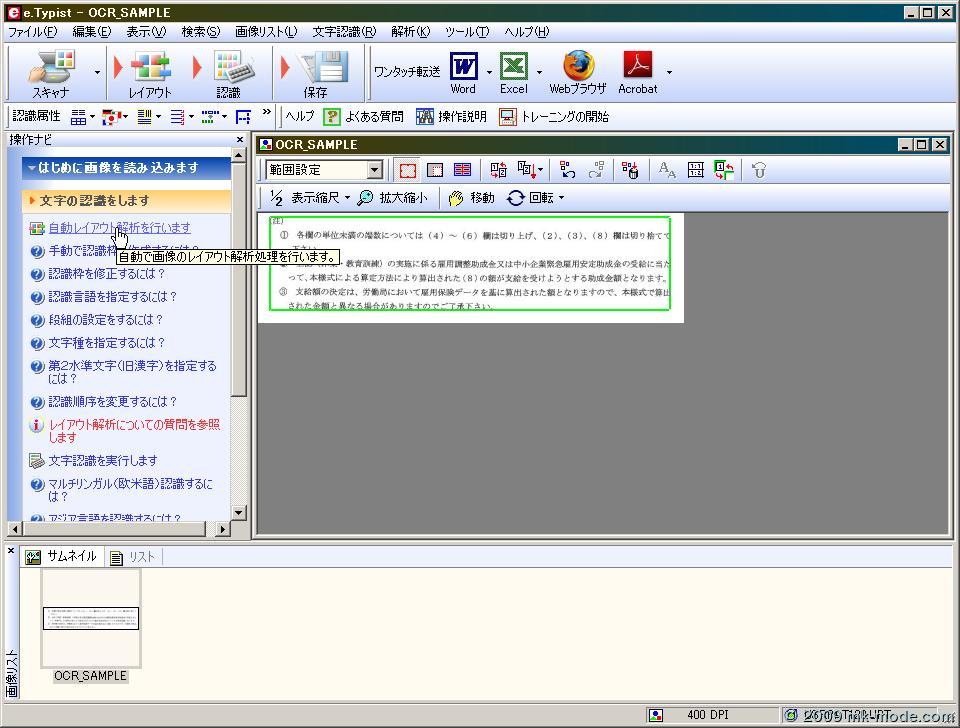 e.Typist - OCR_SAMPLE
ファイル(F) 編集(E) 表示(V) 検索(S) 画像リスト(L) 文字認識(R) 解析(K) ツール(T) ヘルプ(H)
スキャナ レイアウト 認識 保存 ワンタッチ転送 Word Excel Webブラウザ Acrobat
認識属性 ヘルプ よくある質問 操作説明 トレーニングの開始
操作ナビ
はじめに画像を読み込みます
文字の認識をします
自動レイアウト解析を行います
手動で認識枠 作成するには?
自動で画像のレイアウト解析処理を行います。
認識枠を修正するには?
認識言語を指定するには?
段組の設定をするには?
文字種を指定するには?
第2水準文字(旧漢字)を指定する
には?
認識順序を変更するには?
レイアウト解析についての質問を参照
します
文字認識を実行します
マルチリンガル(欧米語)認識するに
は?
アジア言語を認識するには?
OCR_SAMPLE
範囲設定
1/2 表示縮尺 拡大縮小 移動 回転
注)
① 各欄の単位未満の端数については(4)~(6)欄は切り上げ、(2)、(3)、(8)欄は切り捨てて
下さい。
・教育訓練)の実施に係る雇用調整助成金又は中小企業緊急雇用安定助成金の受給に当た
って、本様式による算定方法により算出された(8)の額が支給を受けようとする助成金額となります。
③ 支給額の決定は、労働局において雇用保険データを基に算出された額となりますので、本様式で算出
された金額と異なる場合がありますのでご了承下さい。
サムネイル リスト
OCR_SAMPLE
画像リスト
400 DPI
©2009 mk-mode.com